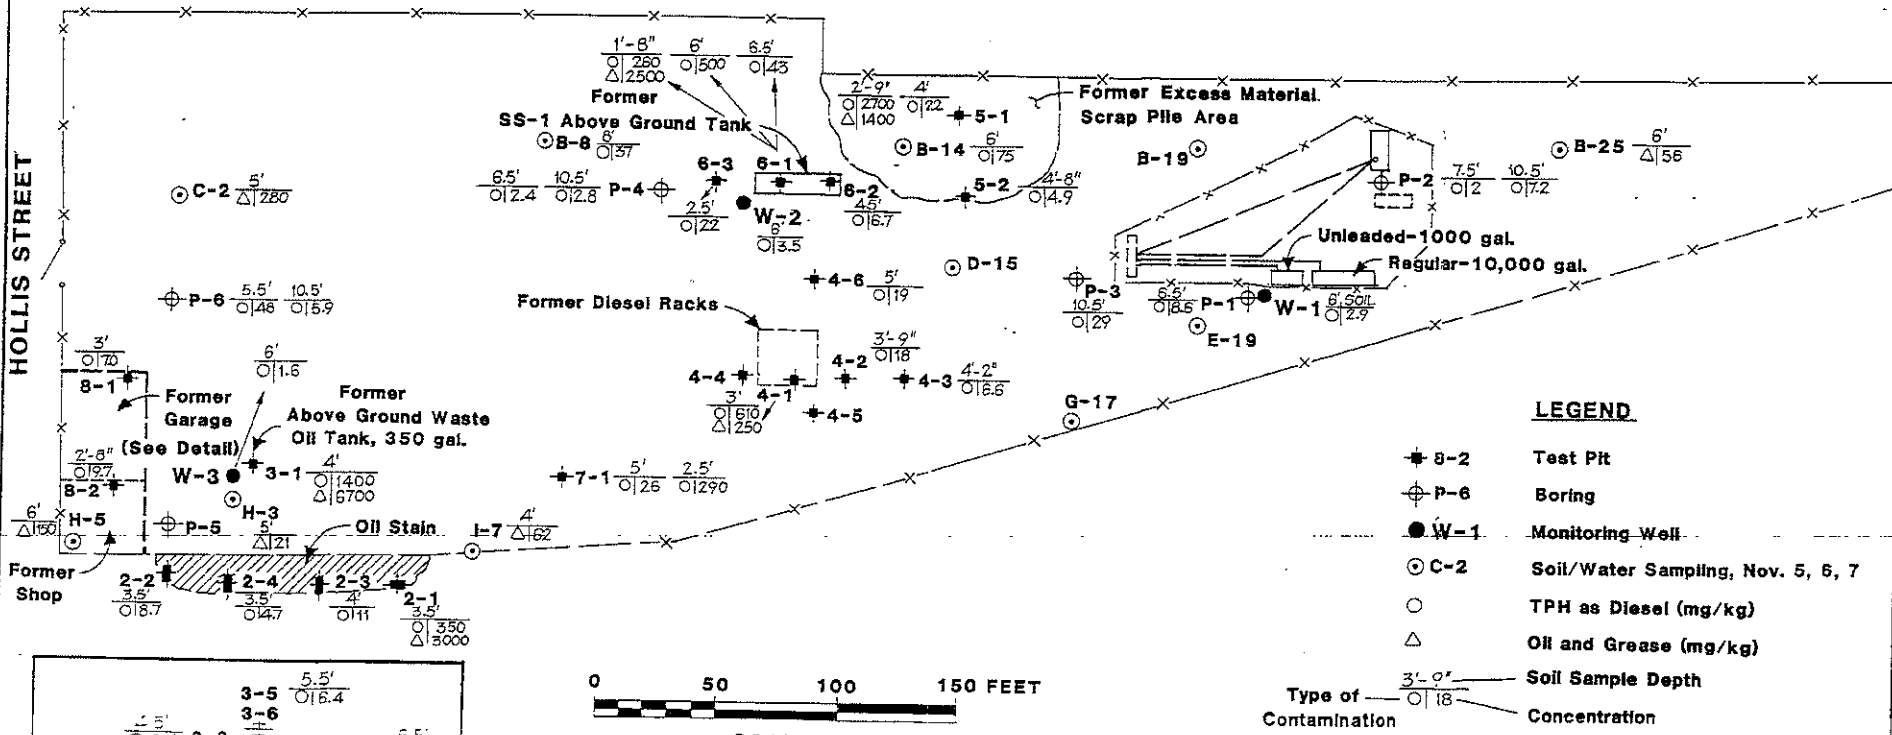 HOLLIS STREET
1'-8"
○ 260
△ 2500
6'
○ 500
6.5'
○ 43
Former
SS-1 Above Ground Tank
B-8 8'
○ 37
C-2 5'
△ 280
6.5'
○ 2.4
10.5'
○ 2.8
P-4
6-3
2.5'
○ 22
6-1
6-2
4.5'
○ 6.7
W-2
6'
○ 3.5
2'-9"
○ 2700
△ 1400
4'
○ 22
5-1
Former Excess Material
Scrap Pile Area
B-14 6'
○ 75
5-2 4'-8"
○ 4.9
B-19
B-25 6'
△ 56
P-2 7.5'
○ 2
10.5'
○ 7.2
Unleaded-1000 gal.
Regular-10,000 gal.
P-3
10.5'
○ 29
6.5'
○ 8.6
P-1
W-1 6', soil
○ 2.9
E-19
D-15
4-6 5'
○ 19
Former Diesel Racks
P-6 5.5'
○ 48
10.5'
○ 5.9
3'
○ 70
8-1
Former
Garage
(See Detail)
6'
○ 1.6
Former
Above Ground Waste
Oil Tank, 350 gal.
4-4
4-1
3'
○ 610
△ 250
4-2
3'-9"
○ 18
4-3 4'-2"
○ 6.6
4-5
G-17
2'-8"
○ 97
8-2
W-3
3-1 4'
○ 1400
△ 6700
7-1 5'
○ 26
2.5'
○ 290
6'
△ 150
H-5
H-3
5'
△ 21
P-5
Oil Stain
I-7 4'
△ 62
Former
Shop
2-2
3.5'
○ 8.7
2-4
3.5'
○ 4.7
2-3
4'
○ 11
2-1
3.5'
○ 350
△ 3000
LEGEND
8-2 Test Pit
P-6 Boring
W-1 Monitoring Well
C-2 Soil/Water Sampling, Nov. 5, 6, 7
○ TPH as Diesel (mg/kg)
△ Oil and Grease (mg/kg)
3'-9" Soil Sample Depth
Type of
Contamination
○ 18 Concentration
0 50 100 150 FEET
3-5 5.5'
○ 6.4
3-6